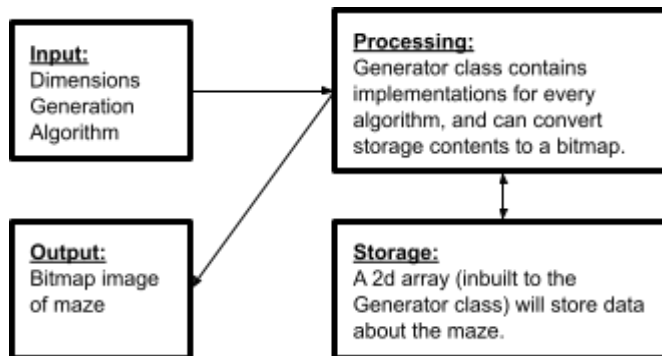 Input:
Dimensions
Generation
Algorithm
Processing:
Generator class contains
implementations for every
algorithm, and can convert
storage contents to a bitmap.
Output:
Bitmap image
of maze
Storage:
A 2d array (inbuilt to the
Generator class) will store data
about the maze.